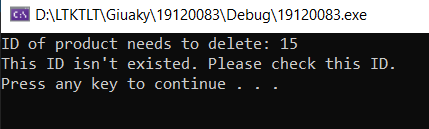 D:\LTKTLT\Giuaky\19120083\Debug\19120083.exe
ID of product needs to delete: 15
This ID isn't existed. Please check this ID.
Press any key to continue . . .